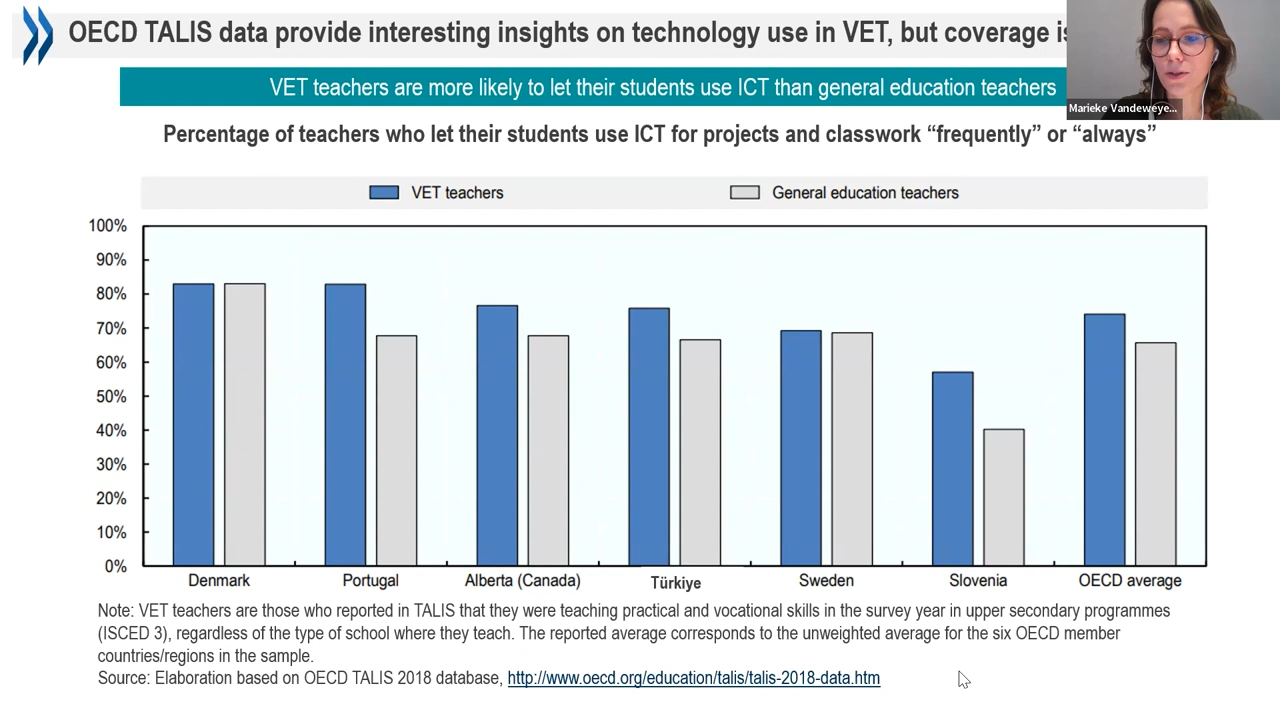 OECD TALIS data provide interesting insights on technology use in VET, but coverage
VET teachers are more likely to let their students use ICT than general education teachers
Marieke Vandeweye...
Percentage of teachers who let their students use ICT for projects and classwork “frequently” or “always”
VET teachers
General education teachers
100%
90%
80%
70%
60%
50%
40%
30%
20%
10%
0%
Denmark
Portugal
Alberta (Canada)
Türkiye
Sweden
Slovenia
OECD average
Note: VET teachers are those who reported in TALIS that they were teaching practical and vocational skills in the survey year in upper secondary programmes
(ISCED 3), regardless of the type of school where they teach. The reported average corresponds to the unweighted average for the six OECD member
countries/regions in the sample.
Source: Elaboration based on OECD TALIS 2018 database, http://www.oecd.org/education/talis/talis-2018-data.htm